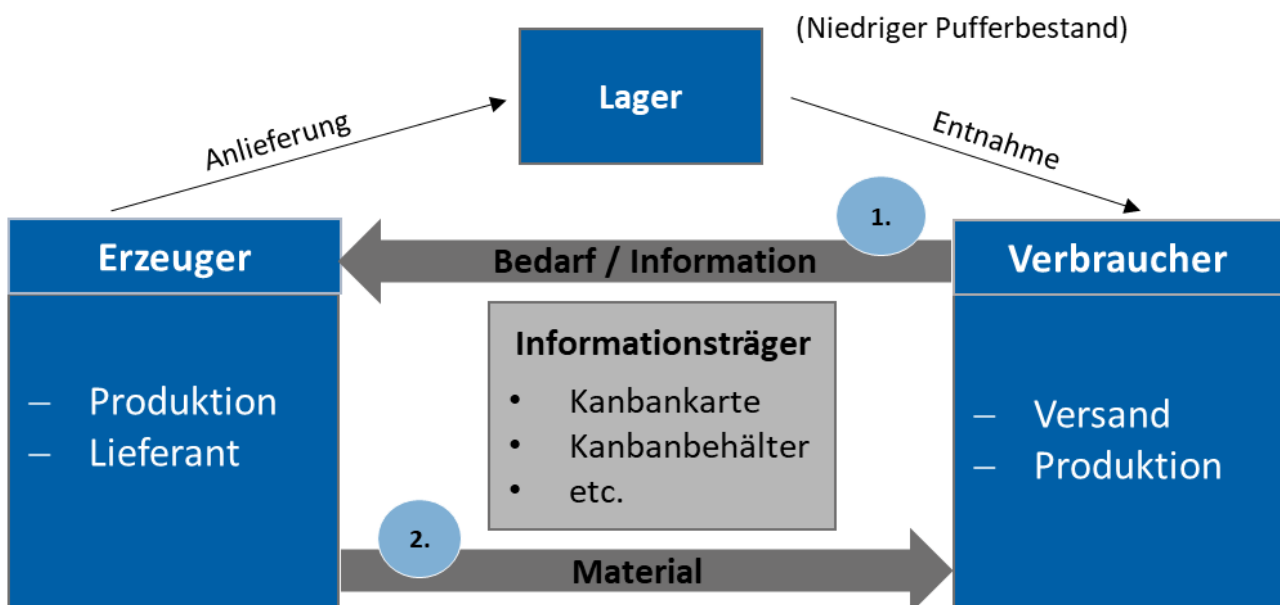 (Niedriger Pufferbestand)
Lager
Anlieferung
Entnahme
1.
Erzeuger
Bedarf / Information
Verbraucher
Informationsträger
• Kanbankarte
• Kanbanbehälter
• etc.
– Produktion
– Lieferant
– Versand
– Produktion
2.
Material